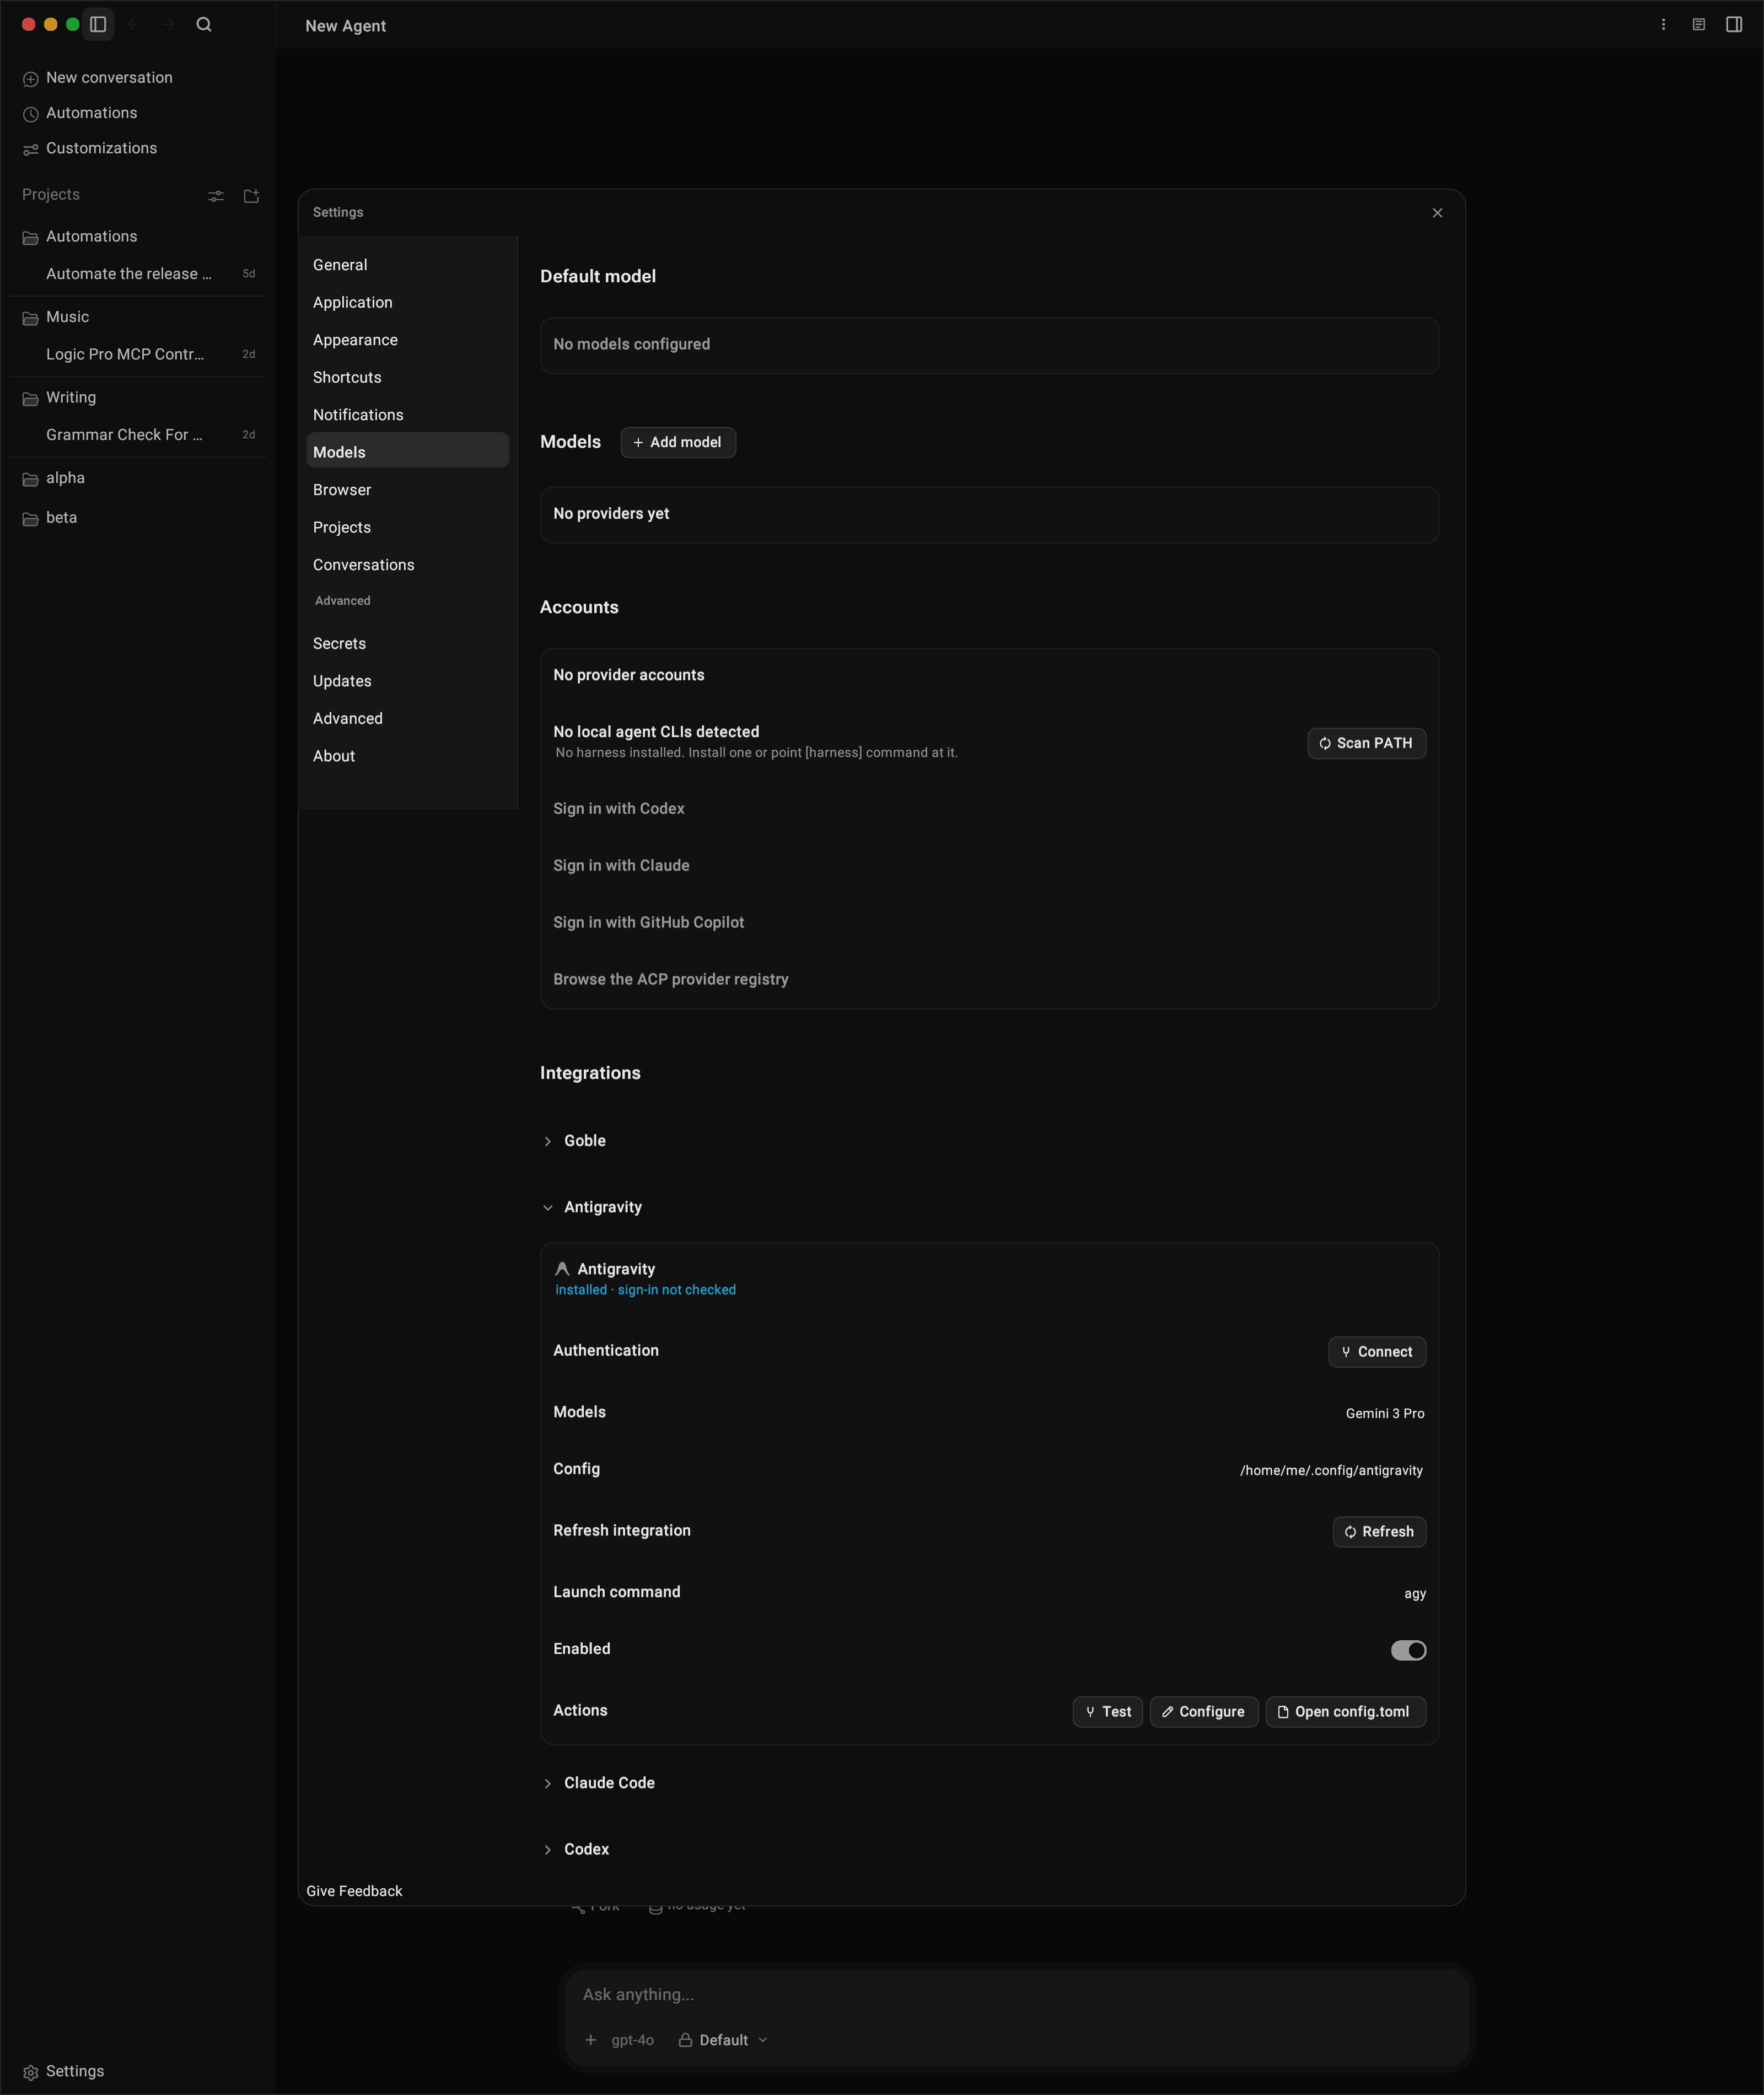 New Agent
New conversation
Automations
Customizations
Projects
Automations
Automate the release ... 5d
Music
Logic Pro MCP Contr... 2d
Writing
Grammar Check For ... 2d
alpha
beta
Settings
Settings
General
Application
Appearance
Shortcuts
Notifications
Models
Browser
Projects
Conversations
Advanced
Secrets
Updates
Advanced
About
Give Feedback
Default model
No models configured
Models
+ Add model
No providers yet
Accounts
No provider accounts
No local agent CLIs detected
No harness installed. Install one or point [harness] command at it.
Scan PATH
Sign in with Codex
Sign in with Claude
Sign in with GitHub Copilot
Browse the ACP provider registry
Integrations
Goble
Antigravity
Antigravity
installed · sign-in not checked
Authentication
Connect
Models
Gemini 3 Pro
Config
/home/me/.config/antigravity
Refresh integration
Refresh
Launch command
agy
Enabled
Actions
Test
Configure
Open config.toml
Claude Code
Codex
Fork
no usage yet
Ask anything...
gpt-4o
Default